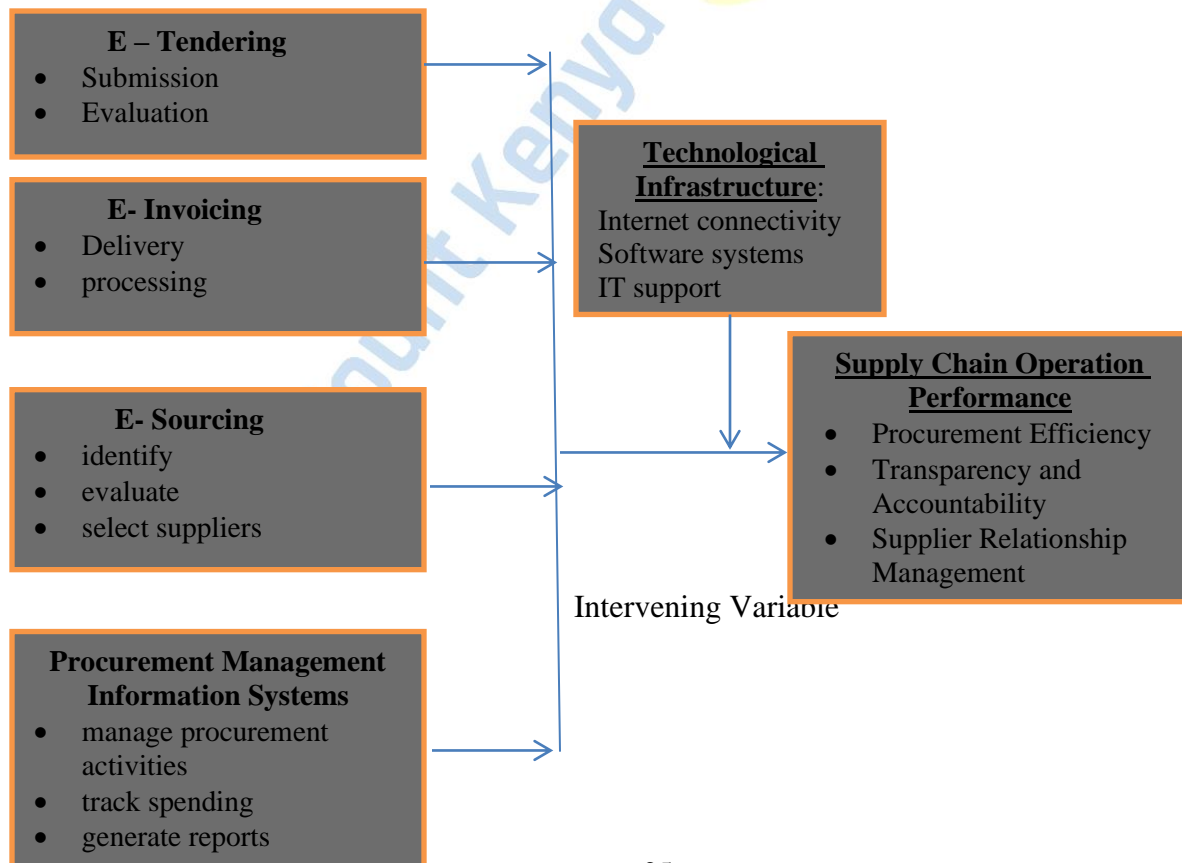 E – Tendering
• Submission
• Evaluation
E- Invoicing
• Delivery
• processing
E- Sourcing
• identify
• evaluate
• select suppliers
Procurement Management
Information Systems
• manage procurement
activities
• track spending
• generate reports
Technological
Infrastructure:
Internet connectivity
Software systems
IT support
Supply Chain Operation
Performance
• Procurement Efficiency
• Transparency and
Accountability
• Supplier Relationship
Management
Intervening Variable
Kenya